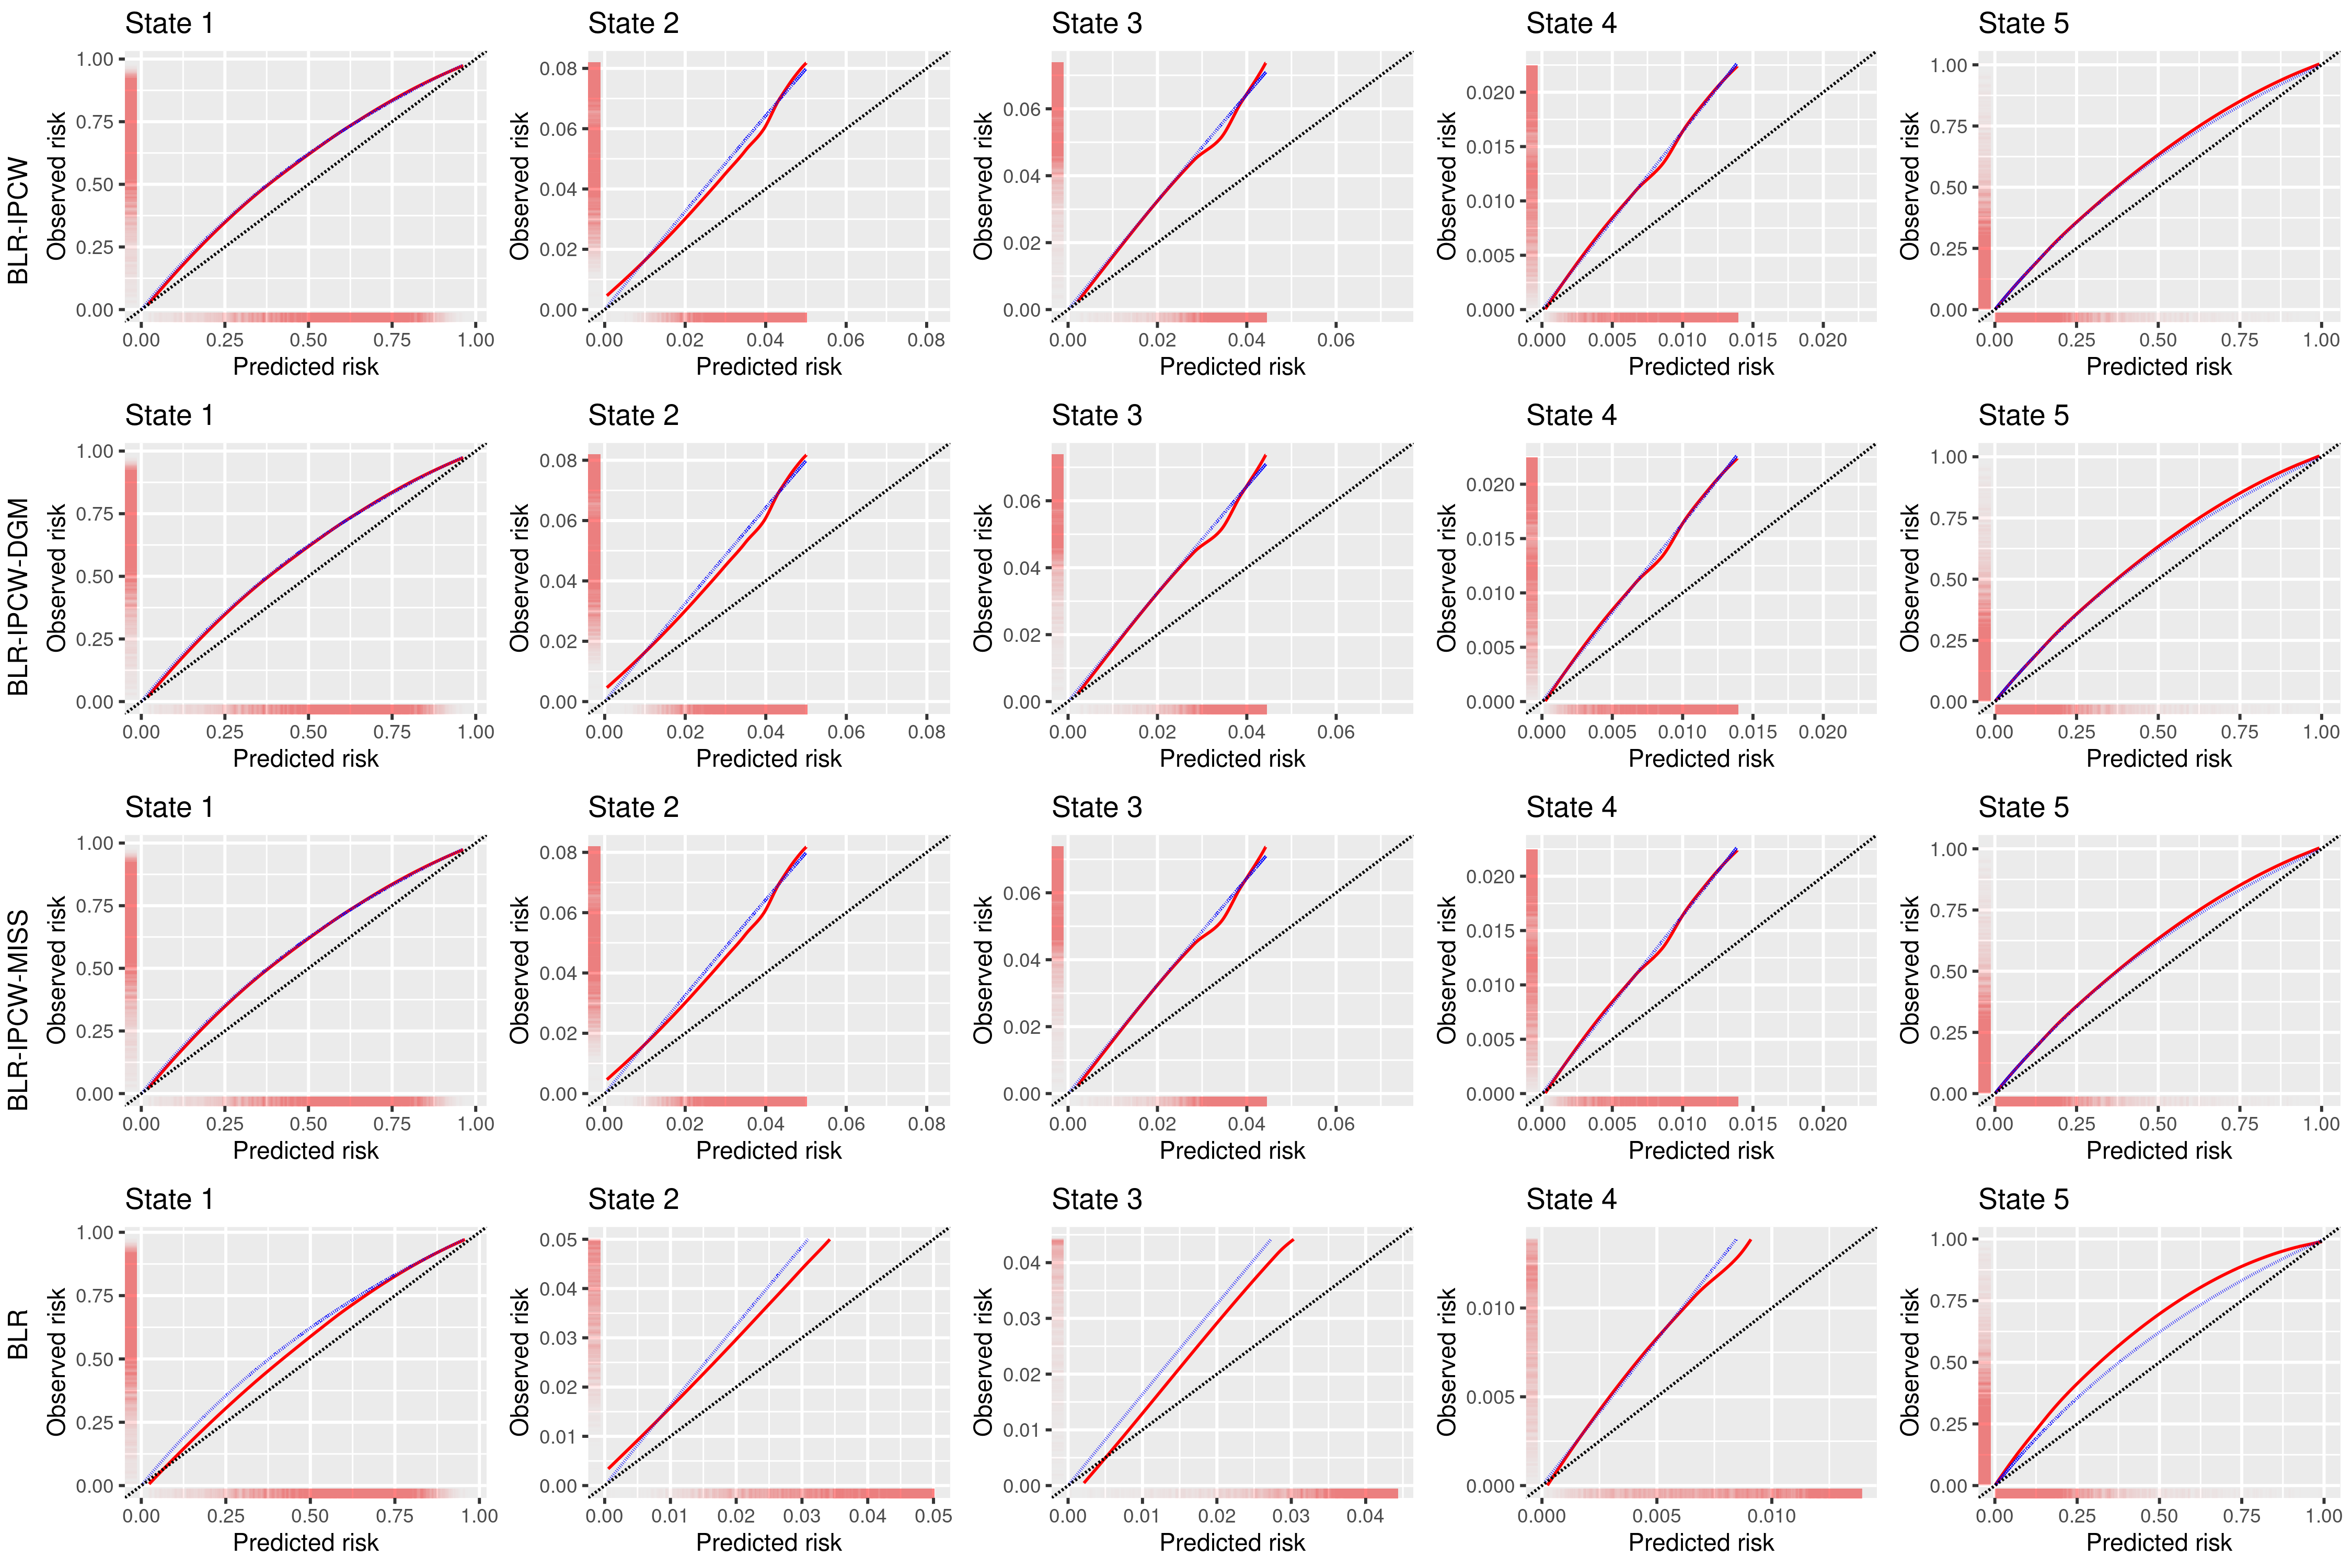 BLR-IPCW
State 1
1.00
0.75
0.50
0.25
0.00
Observed risk
0.00 0.25 0.50 0.75 1.00
Predicted risk
State 2
0.08
0.06
0.04
0.02
0.00
Observed risk
0.00 0.02 0.04 0.06 0.08
Predicted risk
State 3
0.06
0.04
0.02
0.00
Observed risk
0.00 0.02 0.04 0.06
Predicted risk
State 4
0.020
0.015
0.010
0.005
0.000
Observed risk
0.000 0.005 0.010 0.015 0.020
Predicted risk
State 5
1.00
0.75
0.50
0.25
0.00
Observed risk
0.00 0.25 0.50 0.75 1.00
Predicted risk
BLR-IPCW-DGM
State 1
1.00
0.75
0.50
0.25
0.00
Observed risk
0.00 0.25 0.50 0.75 1.00
Predicted risk
State 2
0.08
0.06
0.04
0.02
0.00
Observed risk
0.00 0.02 0.04 0.06 0.08
Predicted risk
State 3
0.06
0.04
0.02
0.00
Observed risk
0.00 0.02 0.04 0.06
Predicted risk
State 4
0.020
0.015
0.010
0.005
0.000
Observed risk
0.000 0.005 0.010 0.015 0.020
Predicted risk
State 5
1.00
0.75
0.50
0.25
0.00
Observed risk
0.00 0.25 0.50 0.75 1.00
Predicted risk
BLR-IPCW-MISS
State 1
1.00
0.75
0.50
0.25
0.00
Observed risk
0.00 0.25 0.50 0.75 1.00
Predicted risk
State 2
0.08
0.06
0.04
0.02
0.00
Observed risk
0.00 0.02 0.04 0.06 0.08
Predicted risk
State 3
0.06
0.04
0.02
0.00
Observed risk
0.00 0.02 0.04 0.06
Predicted risk
State 4
0.020
0.015
0.010
0.005
0.000
Observed risk
0.000 0.005 0.010 0.015 0.020
Predicted risk
State 5
1.00
0.75
0.50
0.25
0.00
Observed risk
0.00 0.25 0.50 0.75 1.00
Predicted risk
BLR
State 1
1.00
0.75
0.50
0.25
0.00
Observed risk
0.00 0.25 0.50 0.75 1.00
Predicted risk
State 2
0.05
0.04
0.03
0.02
0.01
0.00
Observed risk
0.00 0.01 0.02 0.03 0.04 0.05
Predicted risk
State 3
0.04
0.03
0.02
0.01
0.00
Observed risk
0.00 0.01 0.02 0.03 0.04
Predicted risk
State 4
0.010
0.005
0.000
Observed risk
0.000 0.005 0.010
Predicted risk
State 5
1.00
0.75
0.50
0.25
0.00
Observed risk
0.00 0.25 0.50 0.75 1.00
Predicted risk